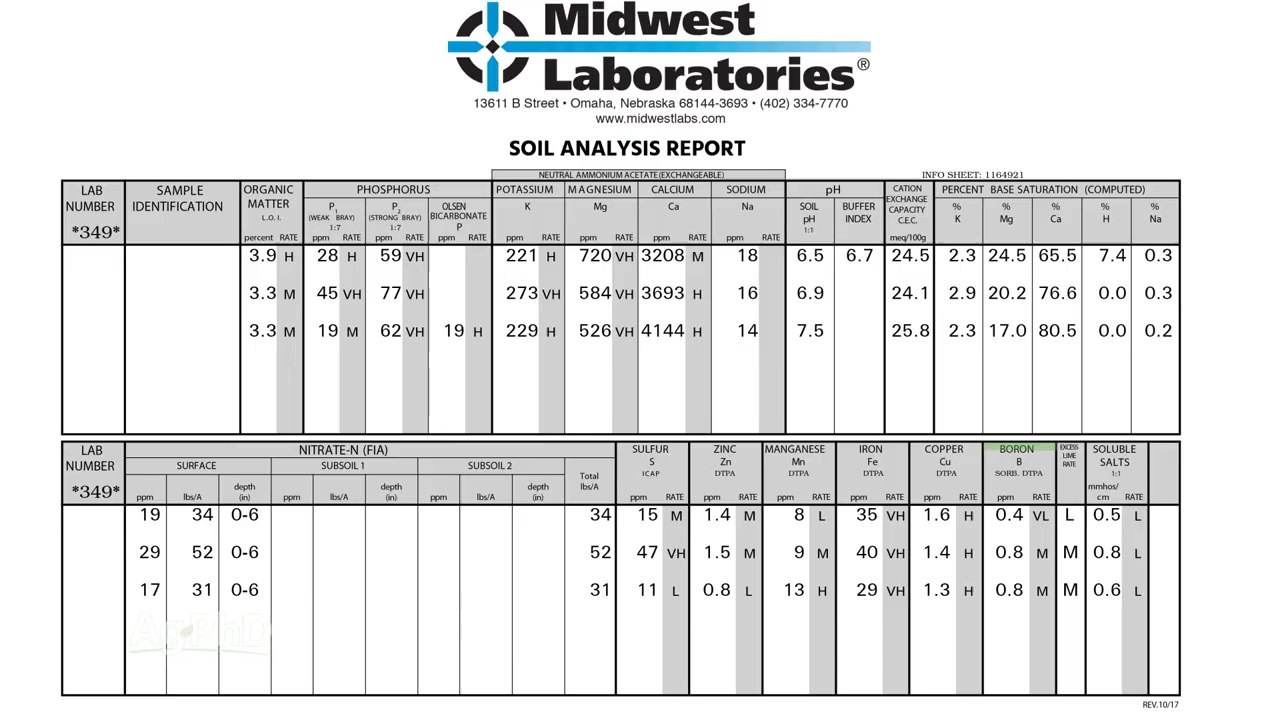 Midwest
Laboratories®
13611 B Street • Omaha, Nebraska 68144-3693 • (402) 334-7770
www.midwestlabs.com
SOIL ANALYSIS REPORT
NEUTRAL AMMONIUM ACETATE (EXCHANGEABLE) INFO SHEET: 1164921
LAB NUMBER *349* SAMPLE IDENTIFICATION ORGANIC MATTER L.O.I. percent RATE PHOSPHORUS P1 (WEAK BRAY) 1:7 ppm RATE P2 (STRONG BRAY) 1:7 ppm RATE OLSEN BICARBONATE P ppm RATE POTASSIUM K ppm RATE MAGNESIUM Mg ppm RATE CALCIUM Ca ppm RATE SODIUM Na ppm RATE pH SOIL pH 1:1 BUFFER INDEX CATION EXCHANGE CAPACITY C.E.C. meq/100g PERCENT BASE SATURATION (COMPUTED) % K % Mg % Ca % H % Na
3.9 H 28 H 59 VH 221 H 720 VH 3208 M 18 6.5 6.7 24.5 2.3 24.5 65.5 7.4 0.3
3.3 M 45 VH 77 VH 273 VH 584 VH 3693 H 16 6.9 24.1 2.9 20.2 76.6 0.0 0.3
3.3 M 19 M 62 VH 19 H 229 H 526 VH 4144 H 14 7.5 25.8 2.3 17.0 80.5 0.0 0.2
LAB NUMBER *349* NITRATE-N (FIA) SURFACE ppm lbs/A depth (in) SUBSOIL 1 ppm lbs/A depth (in) SUBSOIL 2 ppm lbs/A depth (in) Total lbs/A SULFUR S ICAP ppm RATE ZINC Zn DTPA ppm RATE MANGANESE Mn DTPA ppm RATE IRON Fe DTPA ppm RATE COPPER Cu DTPA ppm RATE BORON B SORB. DTPA ppm RATE EXCESS LIME RATE SOLUBLE SALTS 1:1 mmhos/cm RATE
19 34 0-6 34 15 M 1.4 M 8 L 35 VH 1.6 H 0.4 VL L 0.5 L
29 52 0-6 52 47 VH 1.5 M 9 M 40 VH 1.4 H 0.8 M M 0.8 L
17 31 0-6 31 11 L 0.8 L 13 H 29 VH 1.3 H 0.8 M M 0.6 L
Ag PhD
REV.10/17